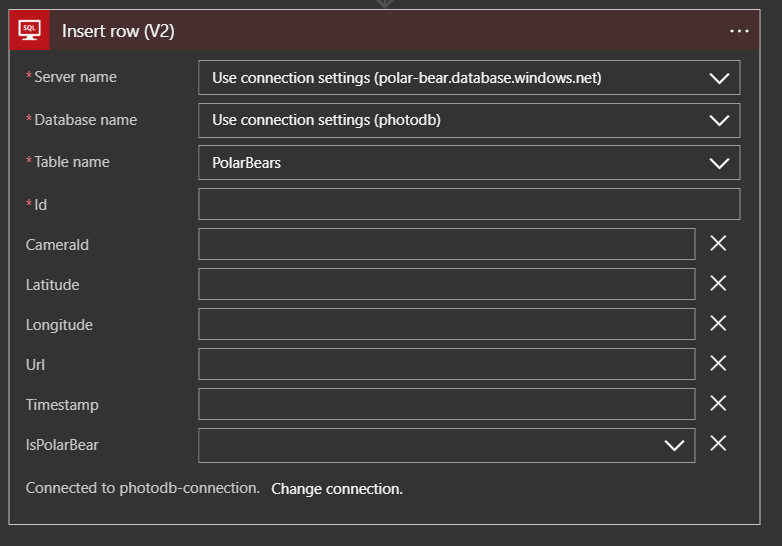 SQL
Insert row (V2)
...
*Server name
Use connection settings (polar-bear.database.windows.net)
*Database name
Use connection settings (photodb)
*Table name
PolarBears
*Id
CameraId
Latitude
Longitude
Url
Timestamp
IsPolarBear
Connected to photodb-connection. Change connection.